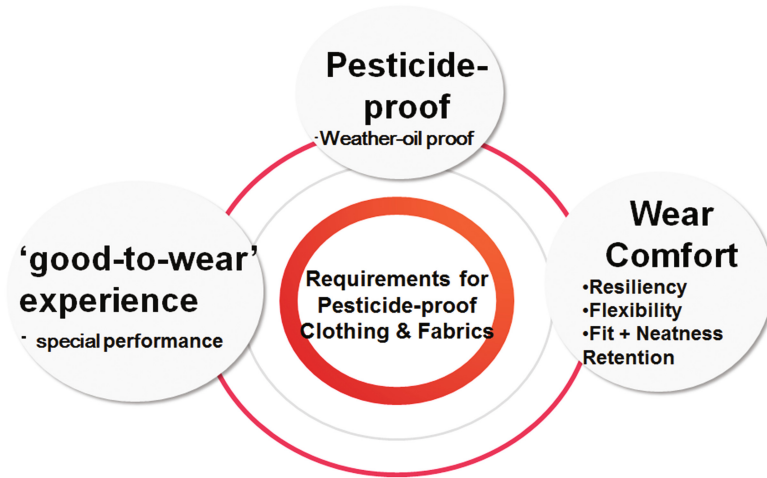 Pesticide-
proof
-Weather-oil proof
'good-to-wear'
experience
- special performance
Requirements for
Pesticide-proof
Clothing & Fabrics
Wear
Comfort
•Resiliency
•Flexibility
•Fit + Neatness
Retention